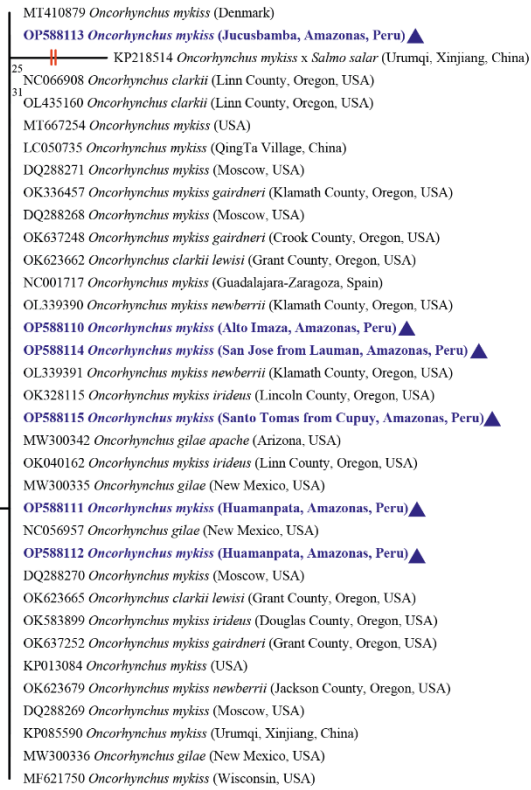 MT410879 Oncorhynchus mykiss (Denmark)
OP588113 Oncorhynchus mykiss (Jucusbamba, Amazonas, Peru)
KP218514 Oncorhynchus mykiss x Salmo salar (Urumqi, Xinjiang, China)
25
NC066908 Oncorhynchus clarkii (Linn County, Oregon, USA)
31
OL435160 Oncorhynchus clarkii (Linn County, Oregon, USA)
MT667254 Oncorhynchus mykiss (USA)
LC050735 Oncorhynchus mykiss (QingTa Village, China)
DQ288271 Oncorhynchus mykiss (Moscow, USA)
OK336457 Oncorhynchus mykiss gairdneri (Klamath County, Oregon, USA)
DQ288268 Oncorhynchus mykiss (Moscow, USA)
OK637248 Oncorhynchus mykiss gairdneri (Crook County, Oregon, USA)
OK623662 Oncorhynchus clarkii lewisi (Grant County, Oregon, USA)
NC001717 Oncorhynchus mykiss (Guadalajara-Zaragoza, Spain)
OL339390 Oncorhynchus mykiss newberrii (Klamath County, Oregon, USA)
OP588110 Oncorhynchus mykiss (Alto Imaza, Amazonas, Peru)
OP588114 Oncorhynchus mykiss (San Jose from Lauman, Amazonas, Peru)
OL339391 Oncorhynchus mykiss newberrii (Klamath County, Oregon, USA)
OK328115 Oncorhynchus mykiss irideus (Lincoln County, Oregon, USA)
OP588115 Oncorhynchus mykiss (Santo Tomas from Cupuy, Amazonas, Peru)
MW300342 Oncorhynchus gilae apache (Arizona, USA)
OK040162 Oncorhynchus mykiss irideus (Linn County, Oregon, USA)
MW300335 Oncorhynchus gilae (New Mexico, USA)
OP588111 Oncorhynchus mykiss (Huamanpata, Amazonas, Peru)
NC056957 Oncorhynchus gilae (New Mexico, USA)
OP588112 Oncorhynchus mykiss (Huamanpata, Amazonas, Peru)
DQ288270 Oncorhynchus mykiss (Moscow, USA)
OK623665 Oncorhynchus clarkii lewisi (Grant County, Oregon, USA)
OK583899 Oncorhynchus mykiss irideus (Douglas County, Oregon, USA)
OK637252 Oncorhynchus mykiss gairdneri (Grant County, Oregon, USA)
KP013084 Oncorhynchus mykiss (USA)
OK623679 Oncorhynchus mykiss newberrii (Jackson County, Oregon, USA)
DQ288269 Oncorhynchus mykiss (Moscow, USA)
KP085590 Oncorhynchus mykiss (Urumqi, Xinjiang, China)
MW300336 Oncorhynchus gilae (New Mexico, USA)
MF621750 Oncorhynchus mykiss (Wisconsin, USA)